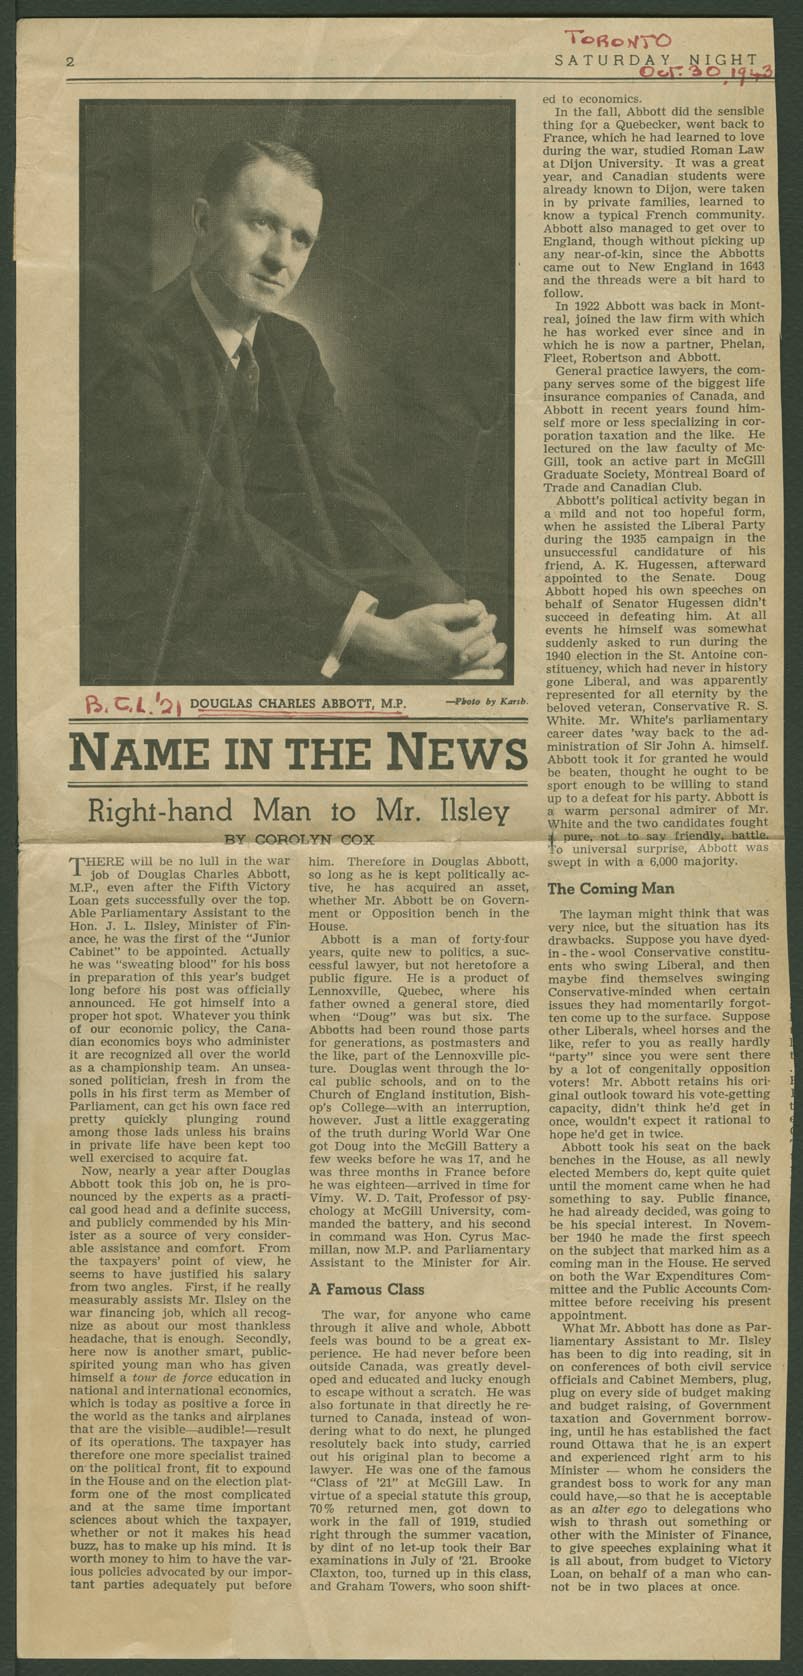 TORONTO
2
SATURDAY NIGHT
Oct. 30, 1943
B.C.L. '21
DOUGLAS CHARLES ABBOTT, M.P.
—Photo by Karsh.
NAME IN THE NEWS
Right-hand Man to Mr. Ilsley
BY COROLYN COX
THERE will be no lull in the war
job of Douglas Charles Abbott,
M.P., even after the Fifth Victory
Loan gets successfully over the top.
Able Parliamentary Assistant to the
Hon. J. L. Ilsley, Minister of Fin-
ance, he was the first of the "Junior
Cabinet" to be appointed. Actually
he was "sweating blood" for his boss
in preparation of this year's budget
long before his post was officially
announced. He got himself into a
proper hot spot. Whatever you think
of our economic policy, the Cana-
dian economics boys who administer
it are recognized all over the world
as a championship team. An unsea-
soned politician, fresh in from the
polls in his first term as Member of
Parliament, can get his own face red
pretty quickly plunging round
among those lads unless his brains
in private life have been kept too
well exercised to acquire fat.
Now, nearly a year after Douglas
Abbott took this job on, he is pro-
nounced by the experts as a practi-
cal good head and a definite success,
and publicly commended by his Min-
ister as a source of very consider-
able assistance and comfort. From
the taxpayers' point of view, he
seems to have justified his salary
from two angles. First, if he really
measurably assists Mr. Ilsley on the
war financing job, which all recog-
nize as about our most thankless
headache, that is enough. Secondly,
here now is another smart, public-
spirited young man who has given
himself a tour de force education in
national and international economics,
which is today as positive a force in
the world as the tanks and airplanes
that are the visible—audible!—result
of its operations. The taxpayer has
therefore one more specialist trained
on the political front, fit to expound
in the House and on the election plat-
form one of the most complicated
and at the same time important
sciences about which the taxpayer,
whether or not it makes his head
buzz, has to make up his mind. It is
worth money to him to have the var-
ious policies advocated by our impor-
tant parties adequately put before
him. Therefore in Douglas Abbott,
so long as he is kept politically ac-
tive, he has acquired an asset,
whether Mr. Abbott be on Govern-
ment or Opposition bench in the
House.
Abbott is a man of forty-four
years, quite new to politics, a suc-
cessful lawyer, but not heretofore a
public figure. He is a product of
Lennoxville, Quebec, where his
father owned a general store, died
when "Doug" was but six. The
Abbotts had been round those parts
for generations, as postmasters and
the like, part of the Lennoxville pic-
ture. Douglas went through the lo-
cal public schools, and on to the
Church of England institution, Bish-
op's College—with an interruption,
however. Just a little exaggerating
of the truth during World War One
got Doug into the McGill Battery a
few weeks before he was 17, and he
was three months in France before
he was eighteen—arrived in time for
Vimy. W. D. Tait, Professor of psy-
chology at McGill University, com-
manded the battery, and his second
in command was Hon. Cyrus Mac-
millan, now M.P. and Parliamentary
Assistant to the Minister for Air.
A Famous Class
The war, for anyone who came
through it alive and whole, Abbott
feels was bound to be a great ex-
perience. He had never before been
outside Canada, was greatly devel-
oped and educated and lucky enough
to escape without a scratch. He was
also fortunate in that directly he re-
turned to Canada, instead of won-
dering what to do next, he plunged
resolutely back into study, carried
out his original plan to become a
lawyer. He was one of the famous
"Class of '21" at McGill Law. In
virtue of a special statute this group,
70% returned men, got down to
work in the fall of 1919, studied
right through the summer vacation,
by dint of no let-up took their Bar
examinations in July of '21. Brooke
Claxton, too, turned up in this class,
and Graham Towers, who soon shift-
ed to economics.
In the fall, Abbott did the sensible
thing for a Quebecker, went back to
France, which he had learned to love
during the war, studied Roman Law
at Dijon University. It was a great
year, and Canadian students were
already known to Dijon, were taken
in by private families, learned to
know a typical French community.
Abbott also managed to get over to
England, though without picking up
any near-of-kin, since the Abbotts
came out to New England in 1643
and the threads were a bit hard to
follow.
In 1922 Abbott was back in Mont-
real, joined the law firm with which
he has worked ever since and in
which he is now a partner, Phelan,
Fleet, Robertson and Abbott.
General practice lawyers, the com-
pany serves some of the biggest life
insurance companies of Canada, and
Abbott in recent years found him-
self more or less specializing in cor-
poration taxation and the like. He
lectured on the law faculty of Mc-
Gill, took an active part in McGill
Graduate Society, Montreal Board of
Trade and Canadian Club.
Abbott's political activity began in
a mild and not too hopeful form,
when he assisted the Liberal Party
during the 1935 campaign in the
unsuccessful candidature of his
friend, A. K. Hugessen, afterward
appointed to the Senate. Doug
Abbott hoped his own speeches on
behalf of Senator Hugessen didn't
succeed in defeating him. At all
events he himself was somewhat
suddenly asked to run during the
1940 election in the St. Antoine con-
stituency, which had never in history
gone Liberal, and was apparently
represented for all eternity by the
beloved veteran, Conservative R. S.
White. Mr. White's parliamentary
career dates 'way back to the ad-
ministration of Sir John A. himself.
Abbott took it for granted he would
be beaten, thought he ought to be
sport enough to be willing to stand
up to a defeat for his party. Abbott is
a warm personal admirer of Mr.
White and the two candidates fought
a pure, not to say friendly, battle.
To universal surprise, Abbott was
swept in with a 6,000 majority.
The Coming Man
The layman might think that was
very nice, but the situation has its
drawbacks. Suppose you have dyed-
in-the-wool Conservative constitu-
ents who swing Liberal, and then
maybe find themselves swinging
Conservative-minded when certain
issues they had momentarily forgot-
ten come up to the surface. Suppose
other Liberals, wheel horses and the
like, refer to you as really hardly
"party" since you were sent there
by a lot of congenitally opposition
voters! Mr. Abbott retains his ori-
ginal outlook toward his vote-getting
capacity, didn't think he'd get in
once, wouldn't expect it rational to
hope he'd get in twice.
Abbott took his seat on the back
benches in the House, as all newly
elected Members do, kept quite quiet
until the moment came when he had
something to say. Public finance,
he had already decided, was going to
be his special interest. In Novem-
ber 1940 he made the first speech
on the subject that marked him as a
coming man in the House. He served
on both the War Expenditures Com-
mittee and the Public Accounts Com-
mittee before receiving his present
appointment.
What Mr. Abbott has done as Par-
liamentary Assistant to Mr. Ilsley
has been to dig into reading, sit in
on conferences of both civil service
officials and Cabinet Members, plug,
plug on every side of budget making
and budget raising, of Government
taxation and Government borrow-
ing, until he has established the fact
round Ottawa that he is an expert
and experienced right arm to his
Minister — whom he considers the
grandest boss to work for any man
could have,—so that he is acceptable
as an alter ego to delegations who
wish to thrash out something or
other with the Minister of Finance,
to give speeches explaining what it
is all about, from budget to Victory
Loan, on behalf of a man who can-
not be in two places at once.